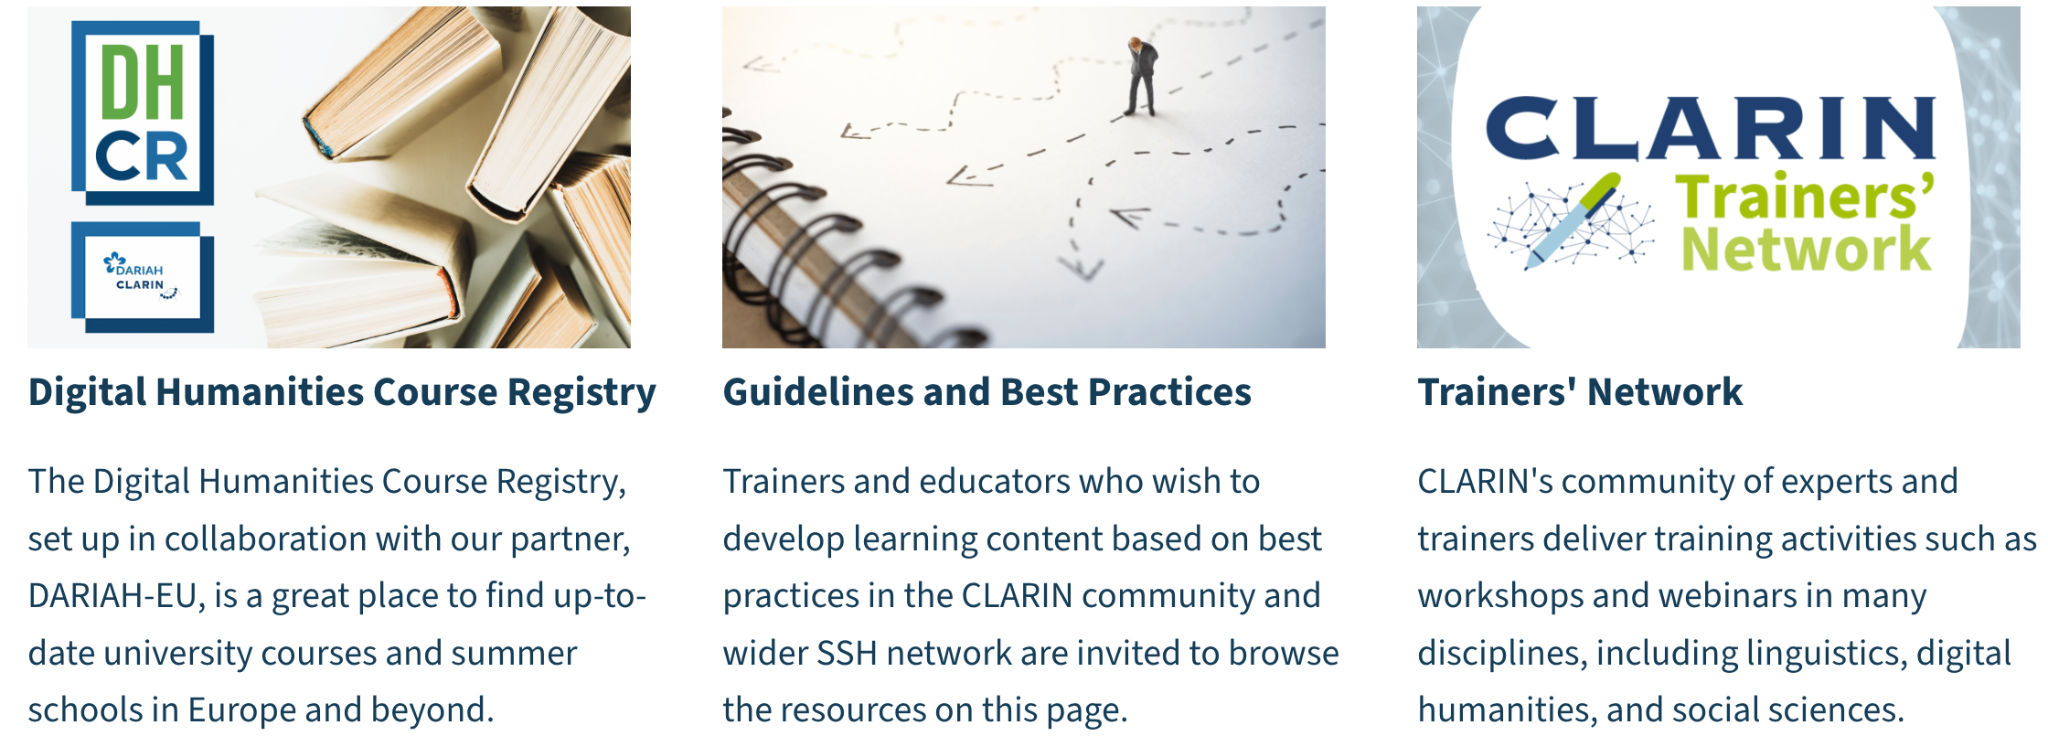 DH
CR
DARIAH
CLARIN
CLARIN
Trainers’
Network
Digital Humanities Course Registry
The Digital Humanities Course Registry,
set up in collaboration with our partner,
DARIAH-EU, is a great place to find up-to-
date university courses and summer
schools in Europe and beyond.
Guidelines and Best Practices
Trainers and educators who wish to
develop learning content based on best
practices in the CLARIN community and
wider SSH network are invited to browse
the resources on this page.
Trainers' Network
CLARIN's community of experts and
trainers deliver training activities such as
workshops and webinars in many
disciplines, including linguistics, digital
humanities, and social sciences.